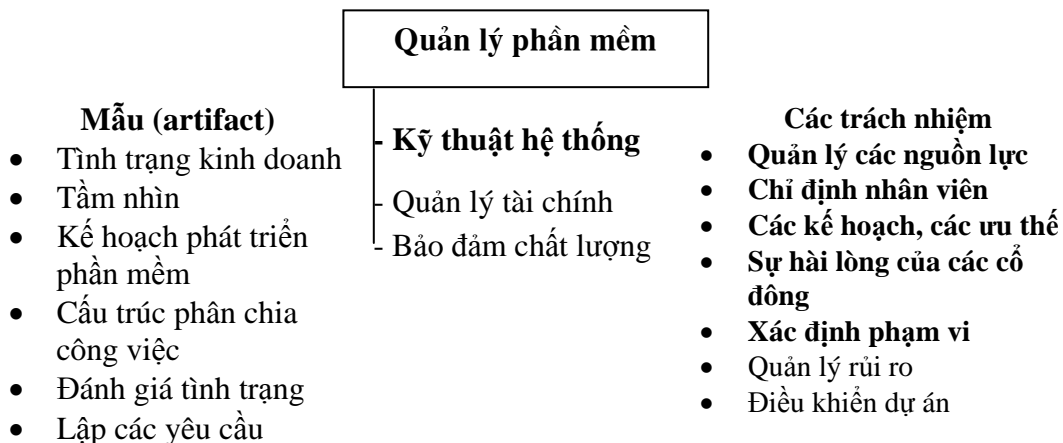 Quản lý phần mềm
Mẫu (artifact)
• Tình trạng kinh doanh
• Tầm nhìn
• Kế hoạch phát triển
phần mềm
• Cấu trúc phân chia
công việc
• Đánh giá tình trạng
• Lập các yêu cầu
- Kỹ thuật hệ thống
- Quản lý tài chính
- Bảo đảm chất lượng
Các trách nhiệm
• Quản lý các nguồn lực
• Chỉ định nhân viên
• Các kế hoạch, các ưu thế
• Sự hài lòng của các cổ
đông
• Xác định phạm vi
• Quản lý rủi ro
• Điều khiển dự án